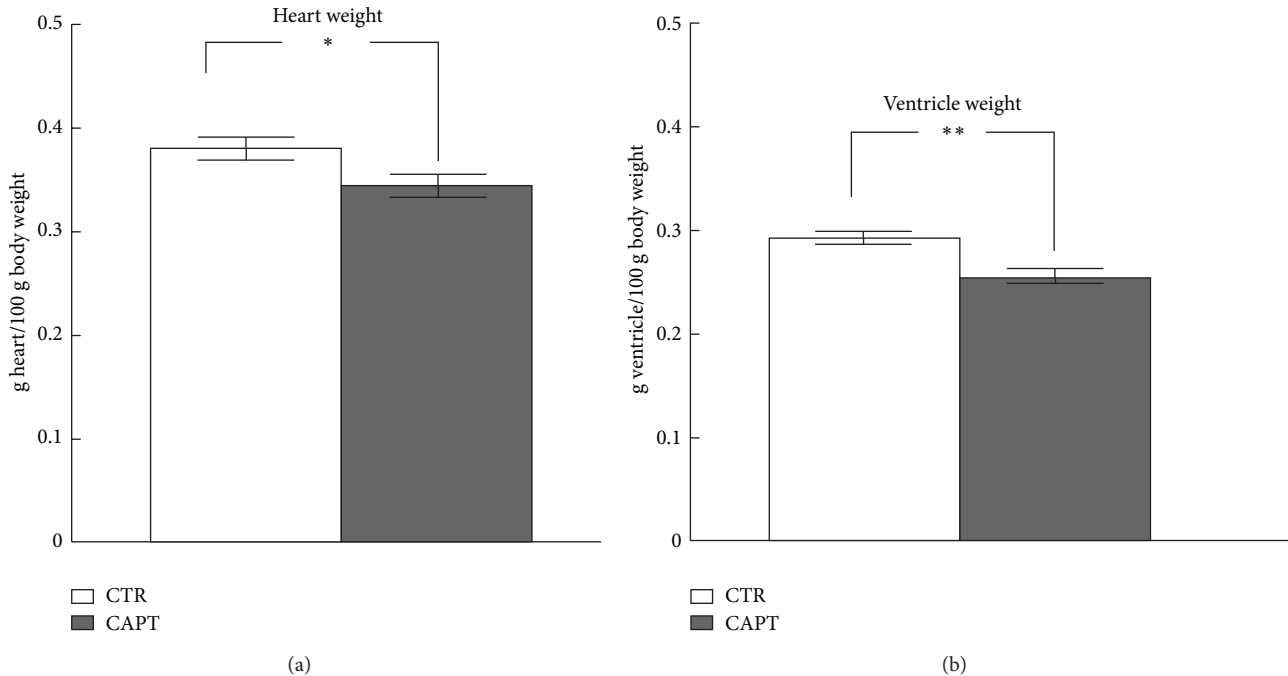 Heart weight
*
0.5
0.4
0.3
0.2
0.1
0
g heart/100 g body weight
CTR
CAPT
(a)
Ventricle weight
**
0.5
0.4
0.3
0.2
0.1
0
g ventricle/100 g body weight
CTR
CAPT
(b)